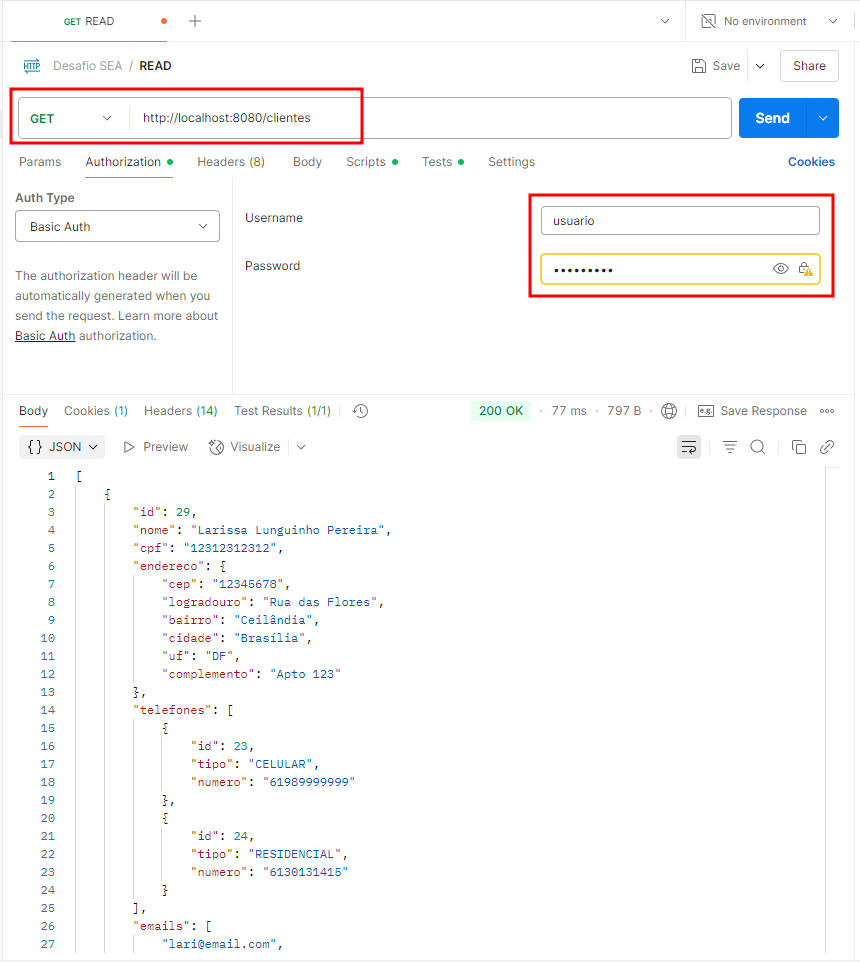 GET READ
No environment
HTTP Desafio SEA / READ Save Share
GET http://localhost:8080/clientes Send
Params Authorization Headers (8) Body Scripts Tests Settings Cookies
Auth Type
Basic Auth
Username usuario
Password •••••••••
The authorization header will be
automatically generated when you
send the request. Learn more about
Basic Auth authorization.
Body Cookies (1) Headers (14) Test Results (1/1) 200 OK • 77 ms • 797 B e.g. Save Response
{} JSON Preview Visualize
1 [
2 {
3 "id": 29,
4 "nome": "Larissa Lunguinho Pereira",
5 "cpf": "12312312312",
6 "endereco": {
7 "cep": "12345678",
8 "logradouro": "Rua das Flores",
9 "bairro": "Ceilândia",
10 "cidade": "Brasília",
11 "uf": "DF",
12 "complemento": "Apto 123"
13 },
14 "telefones": [
15 {
16 "id": 23,
17 "tipo": "CELULAR",
18 "numero": "61989999999"
19 },
20 {
21 "id": 24,
22 "tipo": "RESIDENCIAL",
23 "numero": "6130131415"
24 }
25 ],
26 "emails": [
27 "lari@email.com",